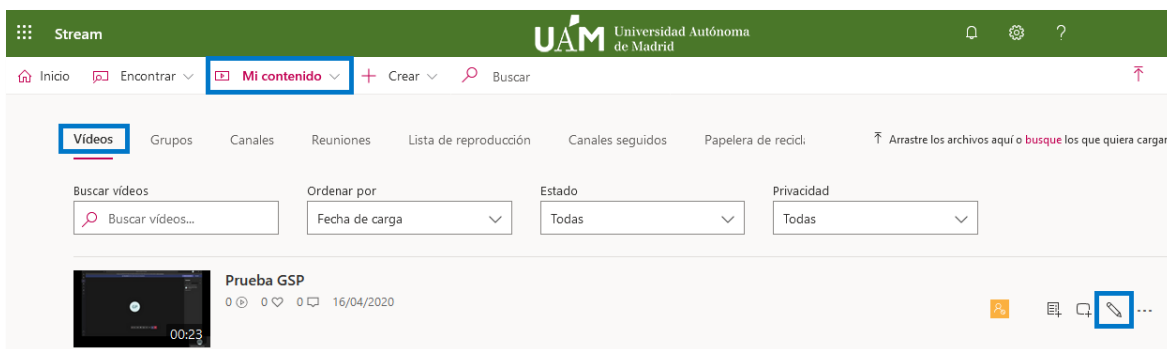 Stream
UAM Universidad Autónoma
de Madrid
?
Inicio Encontrar Mi contenido Crear Buscar
Vídeos Grupos Canales Reuniones Lista de reproducción Canales seguidos Papelera de recicl Arrastre los archivos aquí o busque los que quiera cargar
Buscar vídeos Ordenar por Estado Privacidad
Buscar vídeos... Fecha de carga Todas Todas
Prueba GSP
0 0 0 16/04/2020
00:23